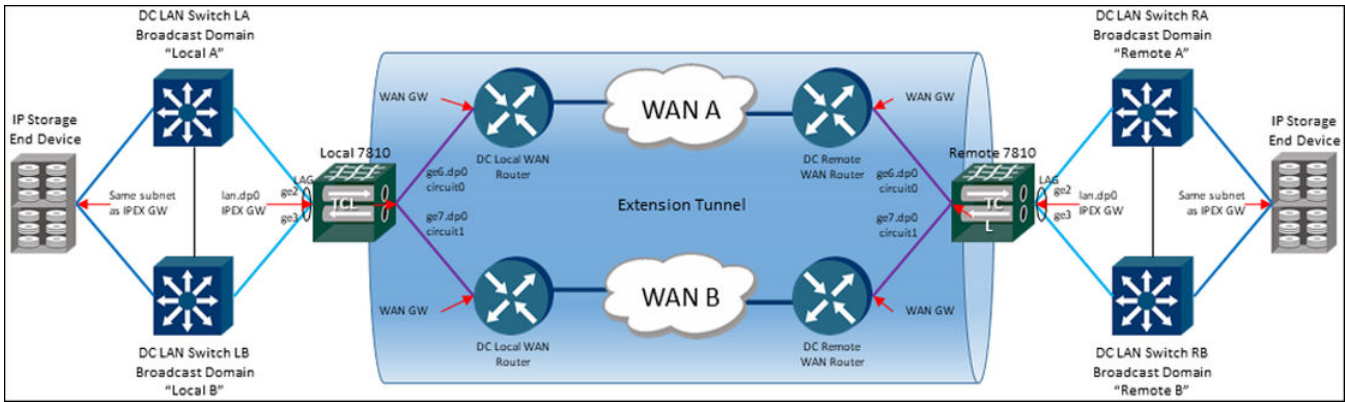 DC LAN Switch LA
Broadcast Domain
“Local A”
IP Storage
End Device
Same subnet
as IPEX GW
lan.dp0
IPEX GW
LAG
ge2
ge3
Local 7810
TCL
DC LAN Switch LB
Broadcast Domain
“Local B”
WAN GW
DC Local WAN
Router
ge6.dp0
circuit0
ge7.dp0
circuit1
WAN GW
DC Local WAN
Router
WAN A
Extension Tunnel
WAN B
WAN GW
DC Remote
WAN Router
ge6.dp0
circuit0
ge7.dp0
circuit1
WAN GW
DC Remote
WAN Router
Remote 7810
TC
L
LAG
ge2
ge3
lan.dp0
IPEX GW
DC LAN Switch RA
Broadcast Domain
“Remote A”
Same subnet
as IPEX GW
IP Storage
End Device
DC LAN Switch RB
Broadcast Domain
“Remote B”